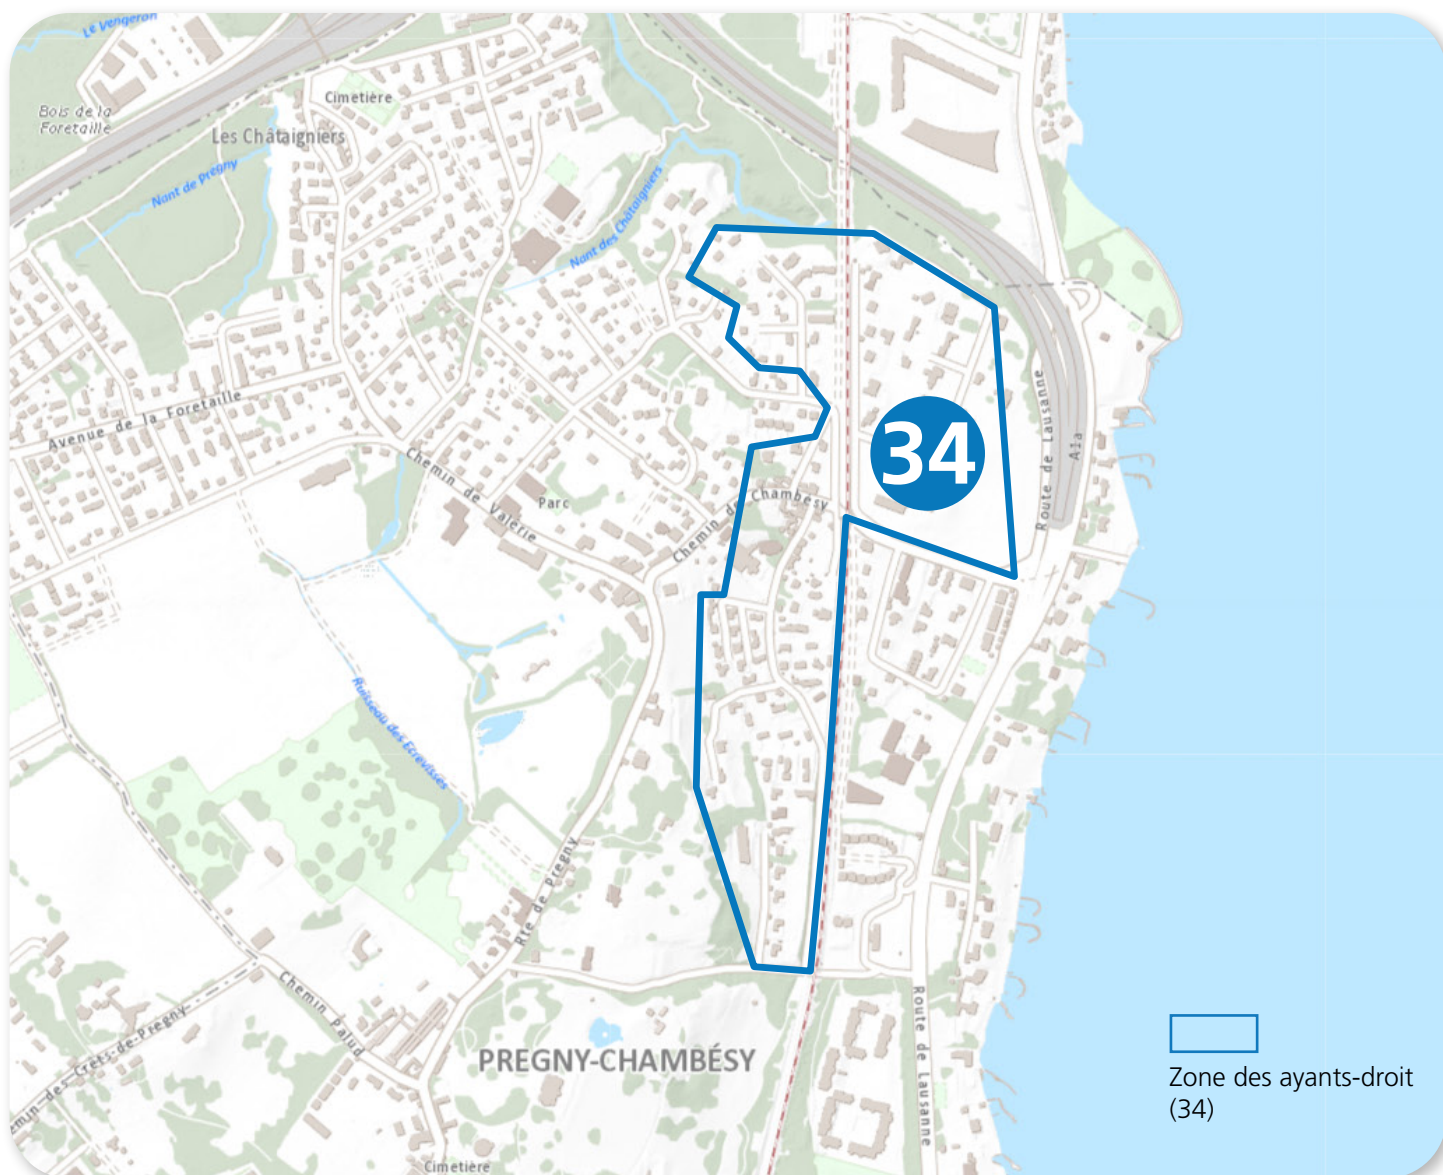 Le Vengeron
Cimetière
Bois de la
Foretaille
Les Châtaigniers
Nant de Pregny
Nant des Châtaigniers
Avenue de la Foretaille
Route de Lausanne
A1a
34
Chemin de Valérie
Parc
Chemin de Chambésy
Ruisseau des Ecrevisses
Rte de Pregny
Chemin Palud
emin-des-Crêts-de-Pregny
PREGNY-CHAMBÉSY
Route de Lausanne
Zone des ayants-droit
(34)
Cimetière